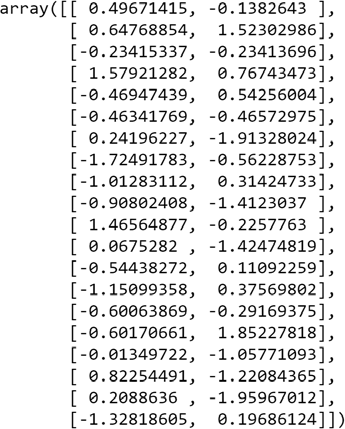 array([[ 0.49671415, -0.1382643 ],
[ 0.64768854, 1.52302986],
[-0.23415337, -0.23413696],
[ 1.57921282, 0.76743473],
[-0.46947439, 0.54256004],
[-0.46341769, -0.46572975],
[ 0.24196227, -1.91328024],
[-1.72491783, -0.56228753],
[-1.01283112, 0.31424733],
[-0.90802408, -1.4123037 ],
[ 1.46564877, -0.2257763 ],
[ 0.0675282 , -1.42474819],
[-0.54438272, 0.11092259],
[-1.15099358, 0.37569802],
[-0.60063869, -0.29169375],
[-0.60170661, 1.85227818],
[-0.01349722, -1.05771093],
[ 0.82254491, -1.22084365],
[ 0.2088636 , -1.95967012],
[-1.32818605, 0.19686124]])